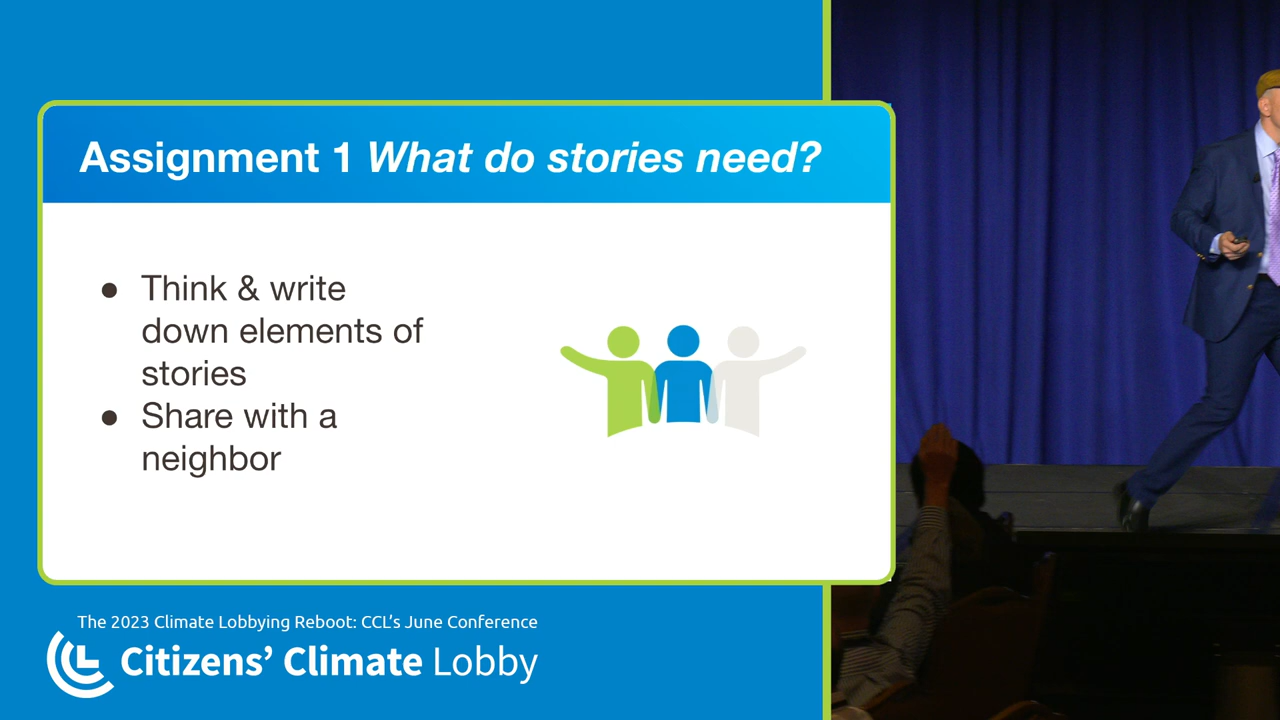 Assignment 1 What do stories need?
● Think & write
down elements of
stories
● Share with a
neighbor
The 2023 Climate Lobbying Reboot: CCL’s June Conference
Citizens’ Climate Lobby